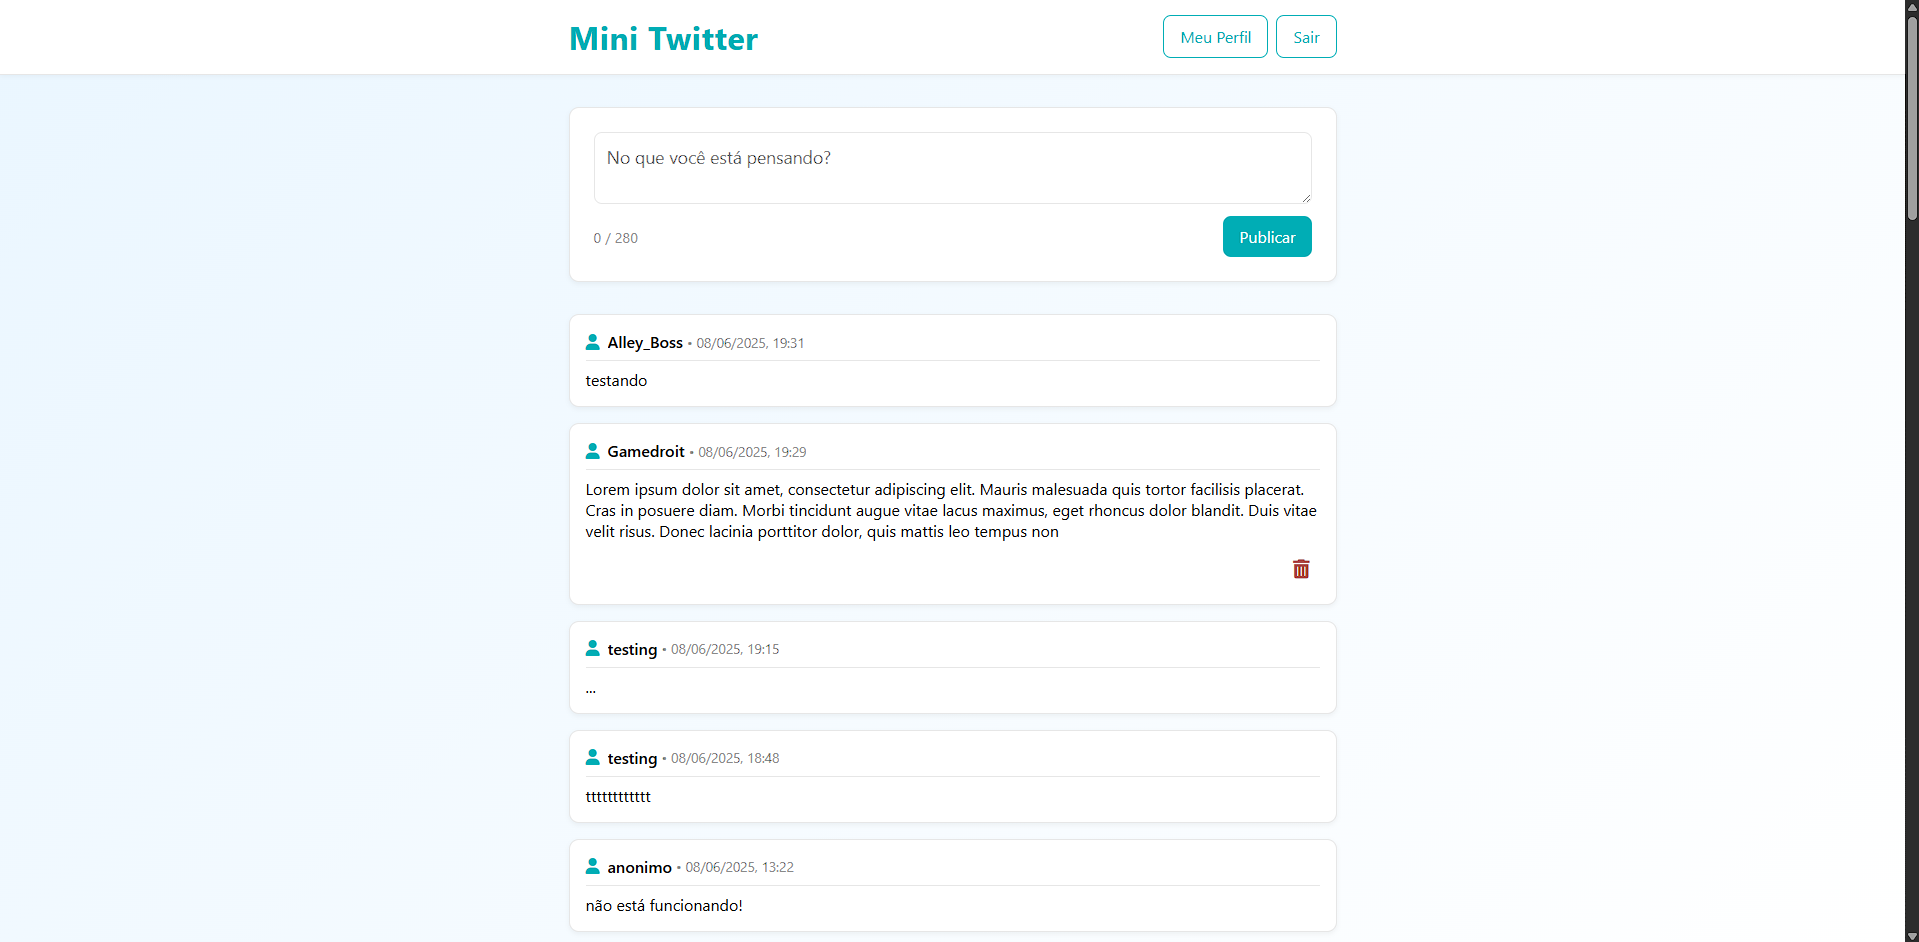 Mini Twitter
Meu Perfil
Sair
No que você está pensando?
0 / 280
Publicar
Alley_Boss • 08/06/2025, 19:31
testando
Gamedroit • 08/06/2025, 19:29
Lorem ipsum dolor sit amet, consectetur adipiscing elit. Mauris malesuada quis tortor facilisis placerat.
Cras in posuere diam. Morbi tincidunt augue vitae lacus maximus, eget rhoncus dolor blandit. Duis vitae
velit risus. Donec lacinia porttitor dolor, quis mattis leo tempus non
testing • 08/06/2025, 19:15
...
testing • 08/06/2025, 18:48
tttttttttttt
anonimo • 08/06/2025, 13:22
não está funcionando!